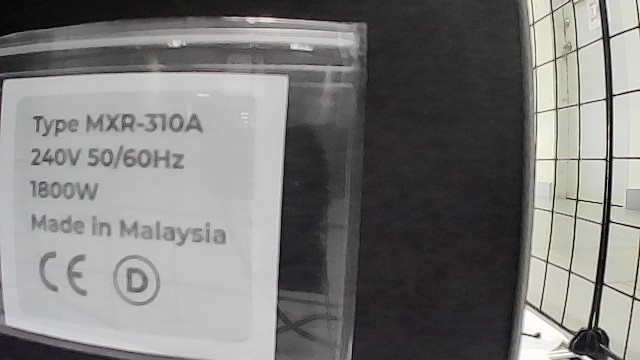 Type MXR-310A
240V 50/60Hz
1800W
Made in Malaysia
CE D